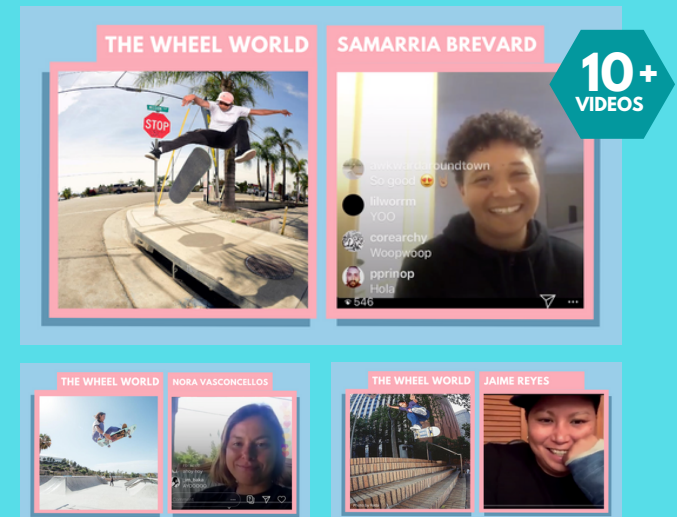 THE WHEEL WORLD
SAMARRIA BREVARD
10+
VIDEOS
STOP
So good 😍👌
lilworrm
YOO
corearchy
Woopwoop
pprinop
Hola
546
THE WHEEL WORLD
NORA VASCONCELLOS
THE WHEEL WORLD
JAIME REYES